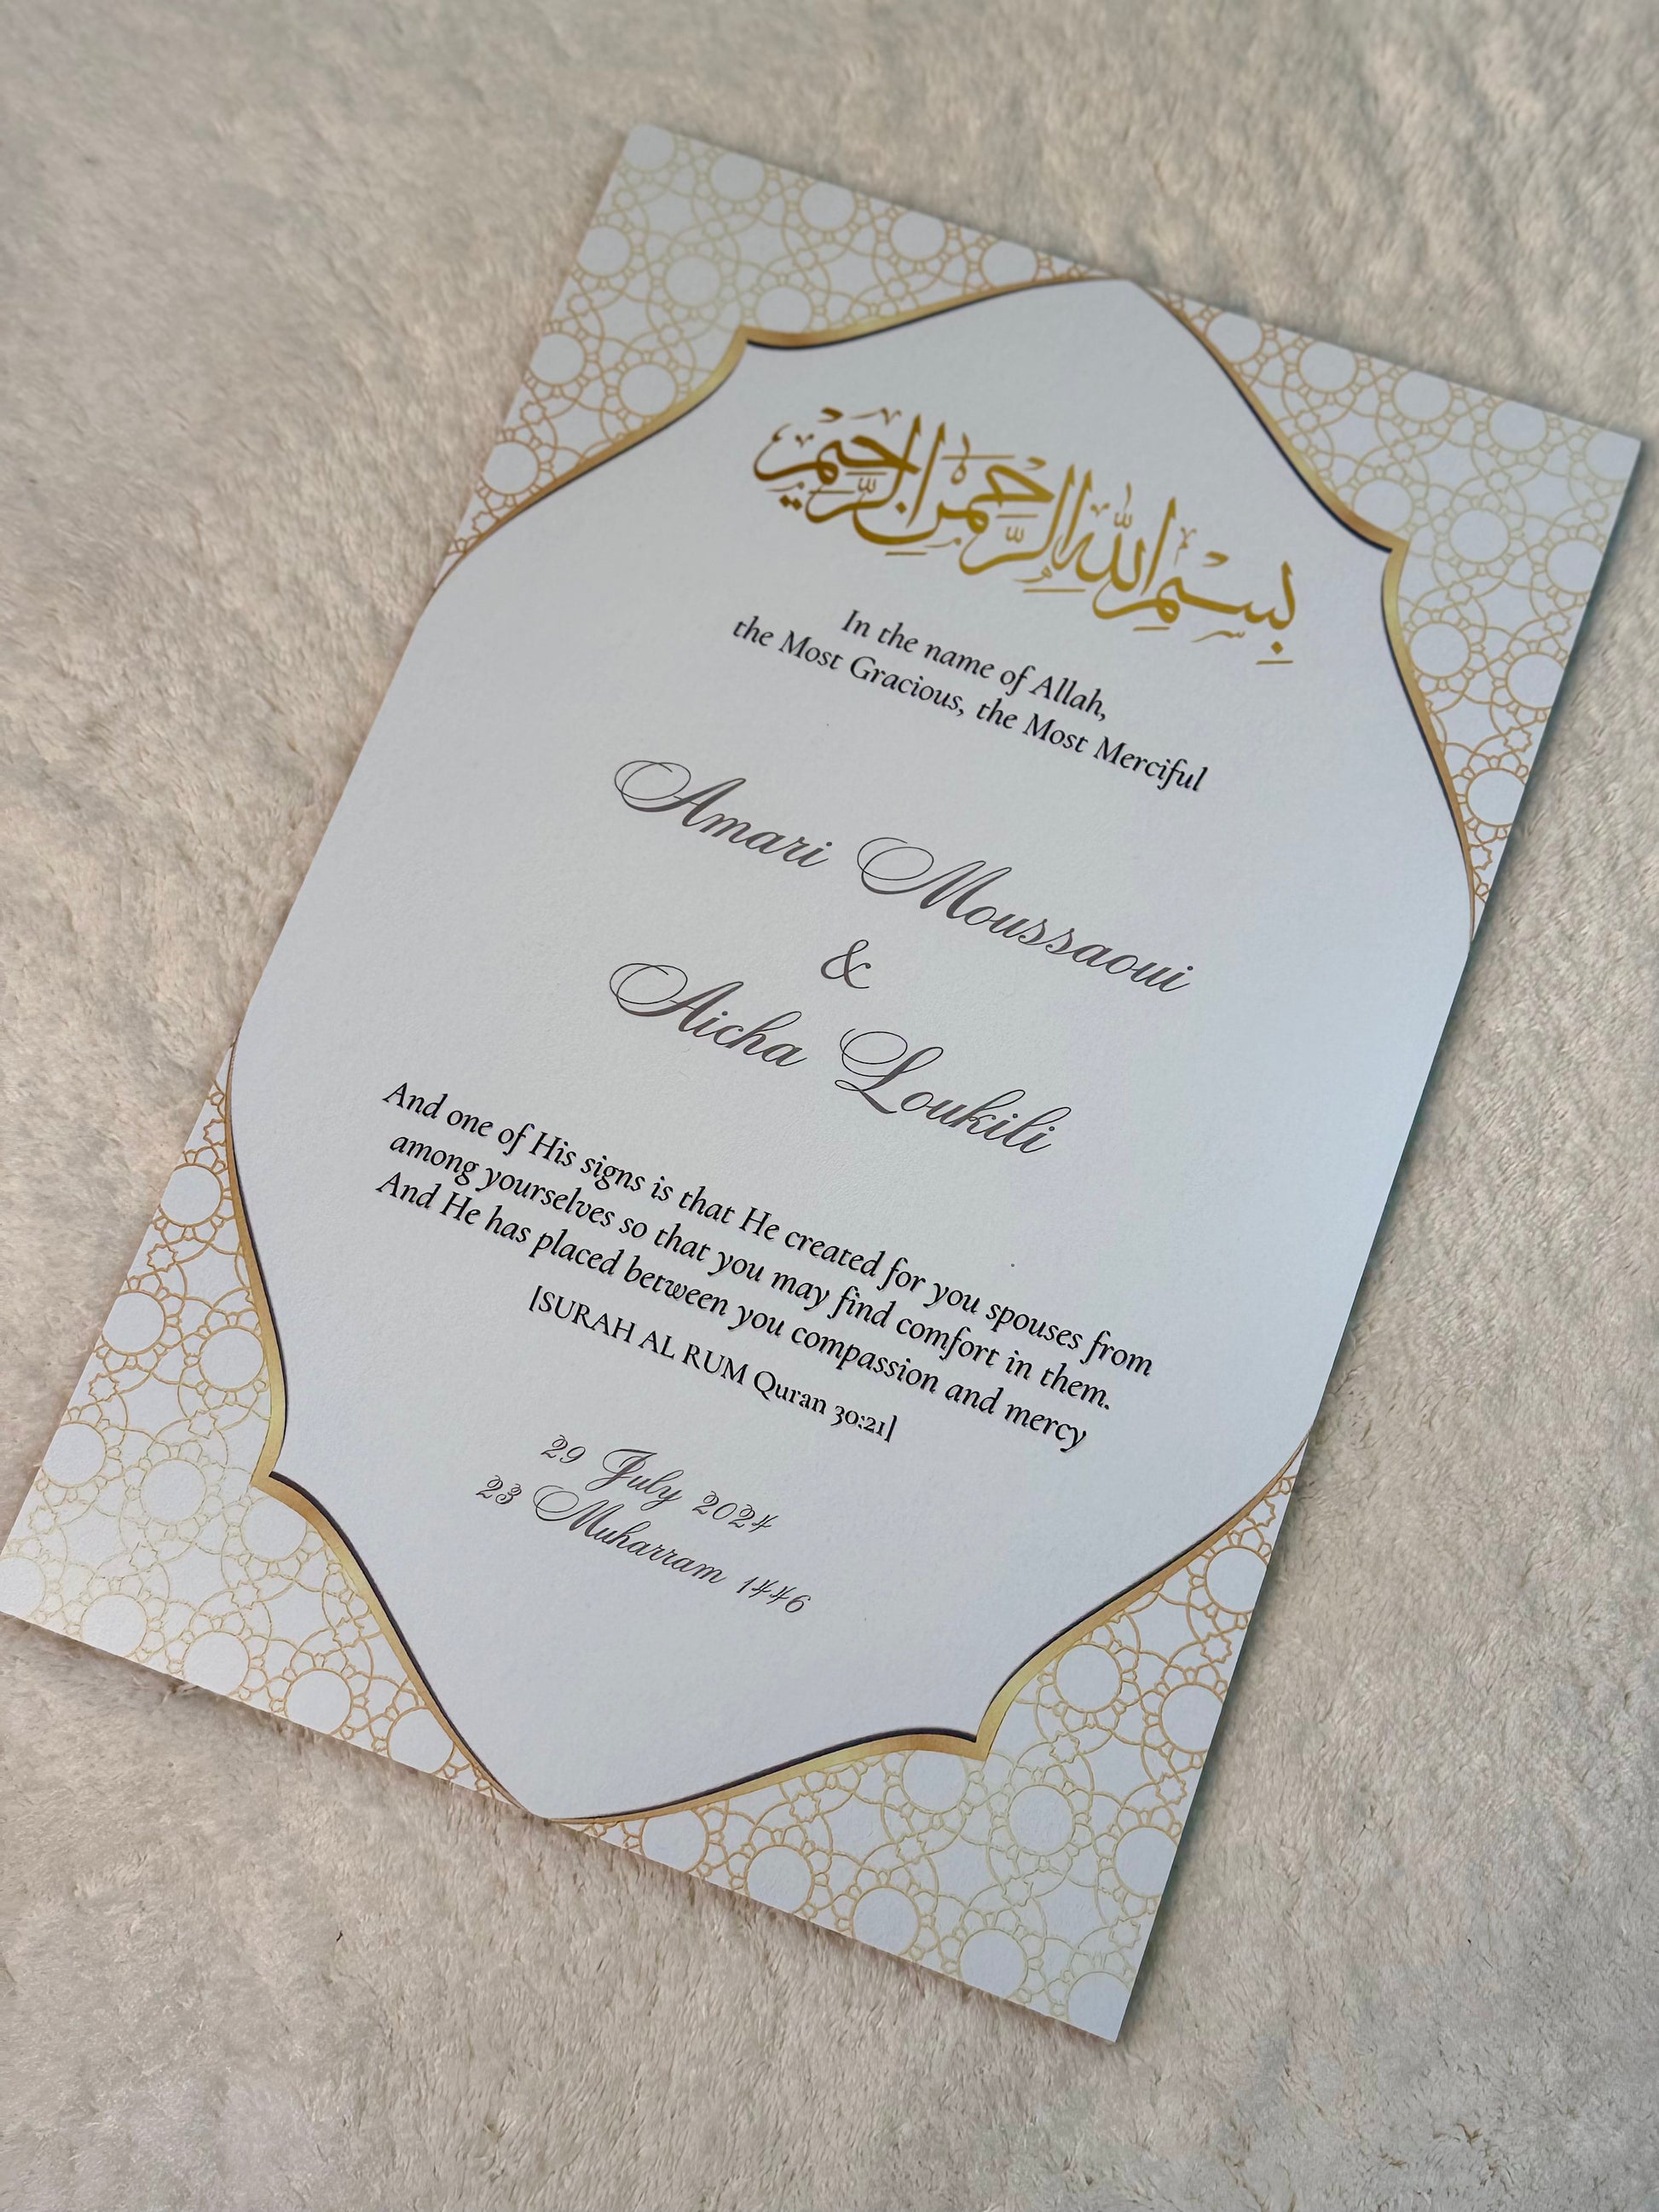 بِسْمِ اللهِ الرَّحْمٰنِ الرَّحِيْمِ
In the name of Allah,
the Most Gracious, the Most Merciful
Amari Moussaoui
&
Aicha Loukili
And one of His signs is that He created for you spouses from
among yourselves so that you may find comfort in them.
And He has placed between you compassion and mercy
[SURAH AL RUM Quran 30:21]
29 July 2024
23 Muharram 1446